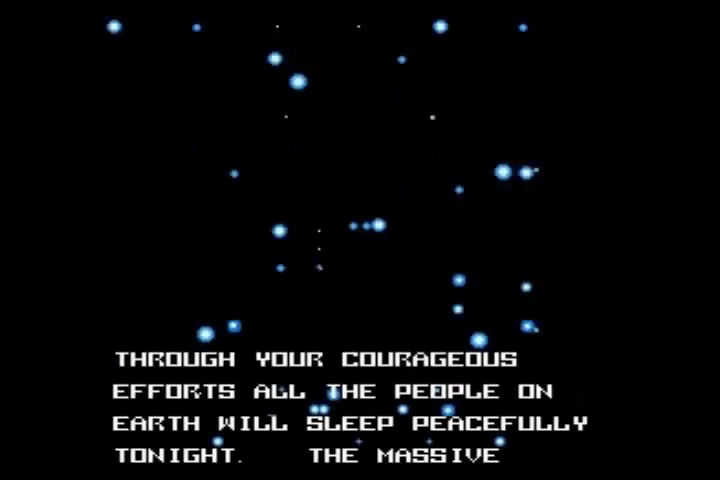 THROUGH YOUR COURAGEOUS
EFFORTS ALL THE PEOPLE ON
EARTH WILL SLEEP PEACEFULLY
TONIGHT. THE MASSIVE